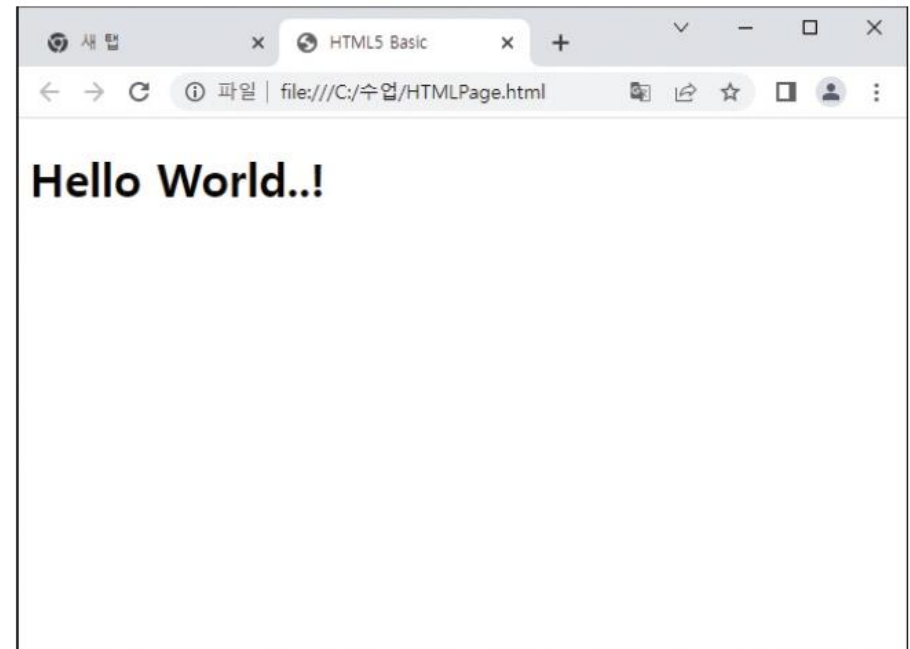 새 탭
HTML5 Basic
파일 | file:///C:/수업/HTMLPage.html
Hello World..!